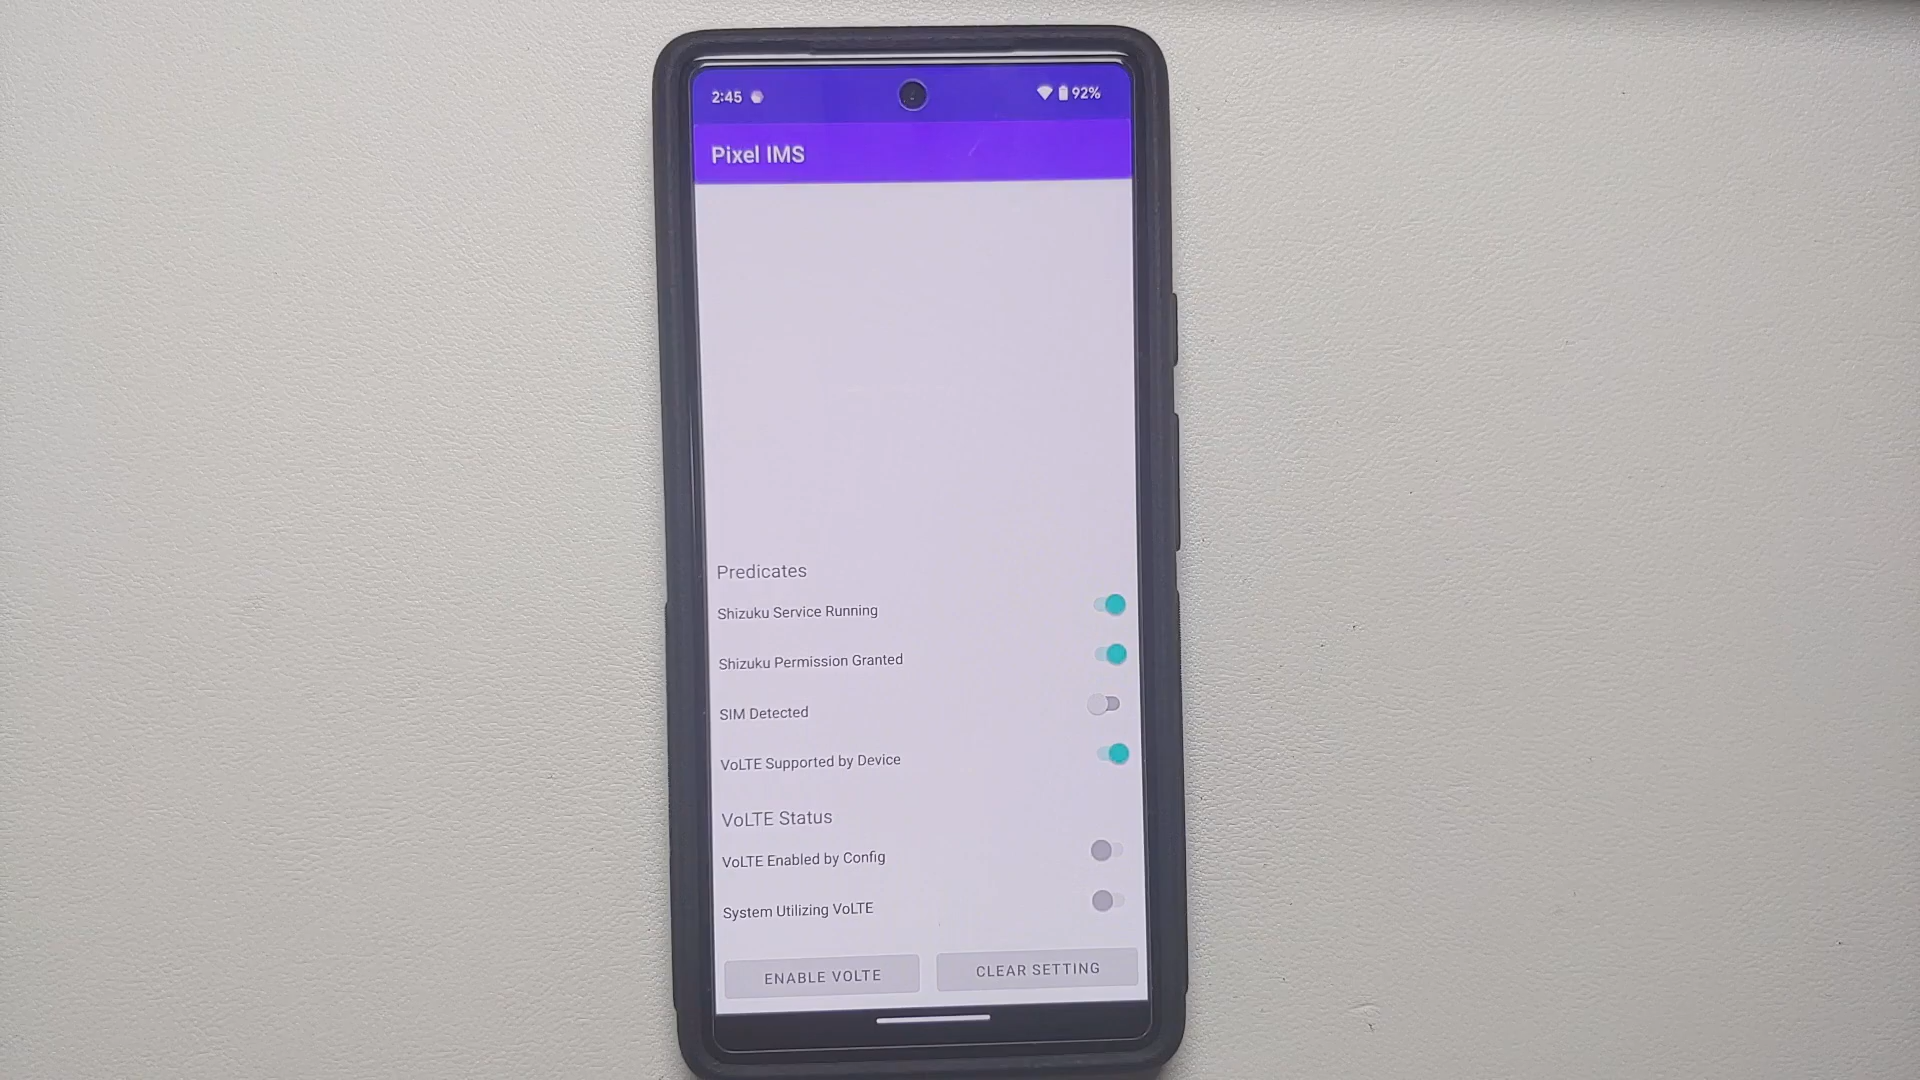 2:45
92%
Pixel IMS
Predicates
Shizuku Service Running
Shizuku Permission Granted
SIM Detected
VoLTE Supported by Device
VoLTE Status
VoLTE Enabled by Config
System Utilizing VoLTE
ENABLE VOLTE
CLEAR SETTING